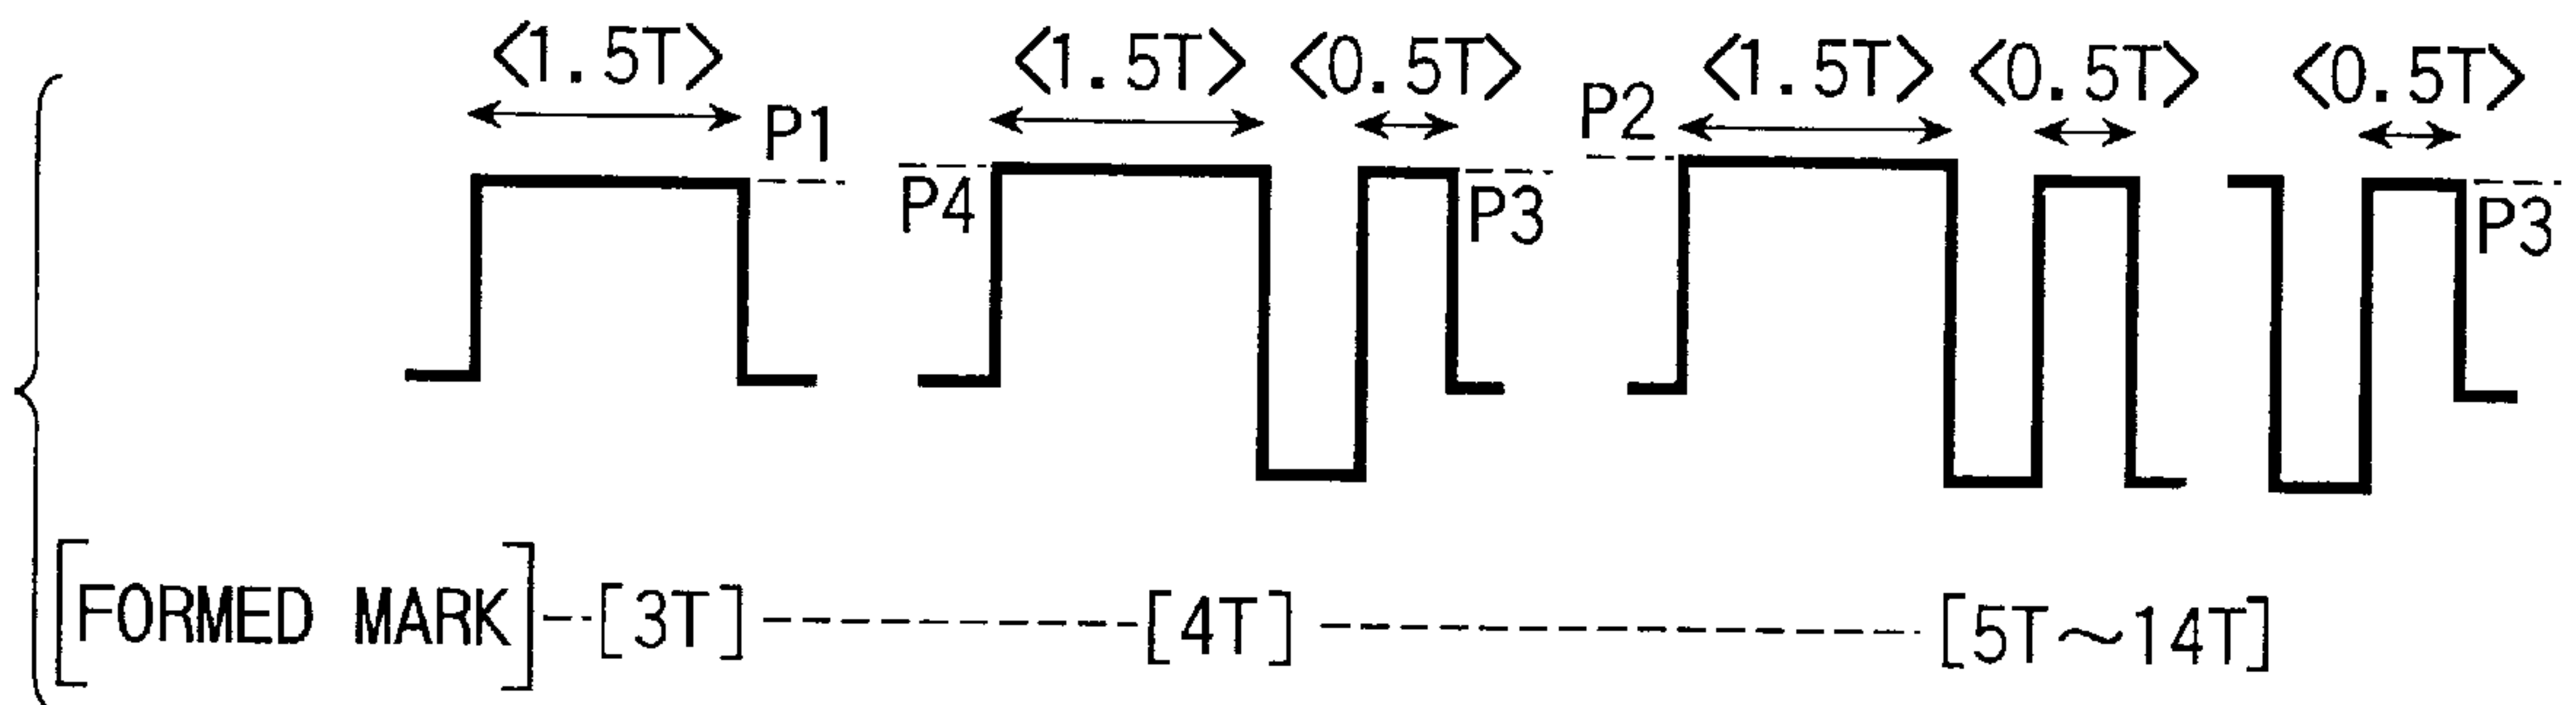 <1.5T> <1.5T> <0.5T> <1.5T> <0.5T> <0.5T>
P1 P4 P3 P2 P3
[FORMED MARK] [3T] [4T] [5T~14T]